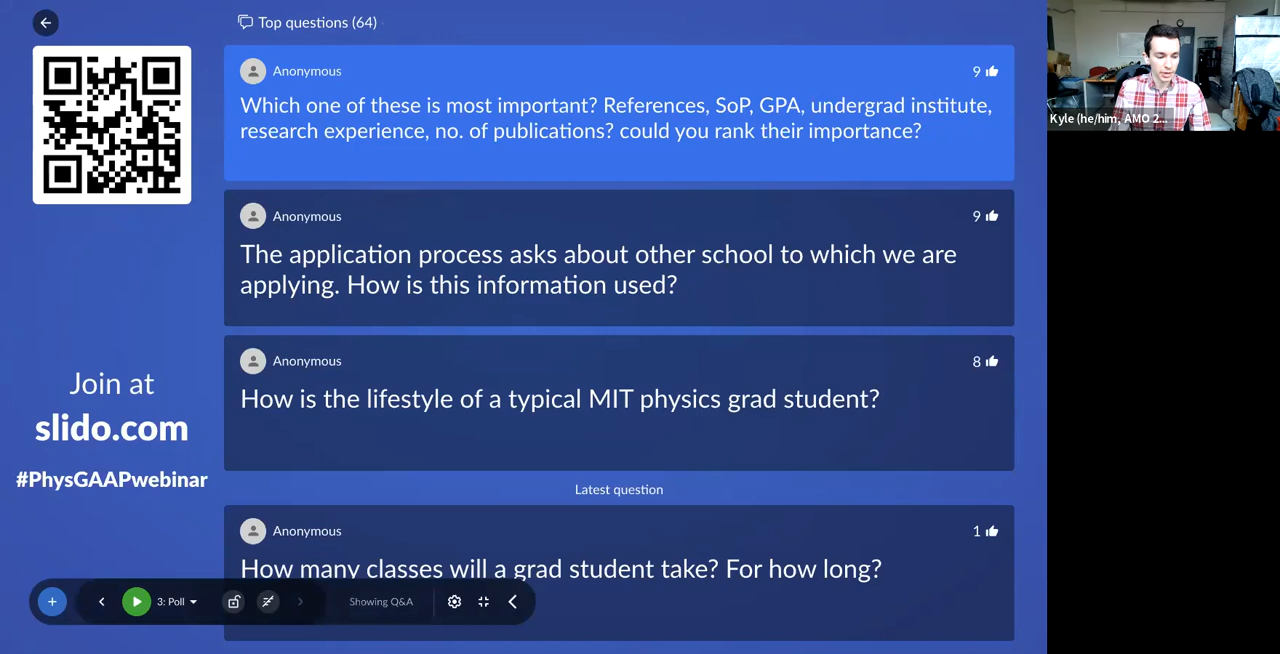 Top questions (64)
Anonymous
9
Which one of these is most important? References, SoP, GPA, undergrad institute,
research experience, no. of publications? could you rank their importance?
Anonymous
9
The application process asks about other school to which we are
applying. How is this information used?
Anonymous
8
How is the lifestyle of a typical MIT physics grad student?
Latest question
Anonymous
1
How many classes will a grad student take? For how long?
Join at
slido.com
#PhysGAAPwebinar
3: Poll
Showing Q&A
Kyle (he/him, AMO 2...